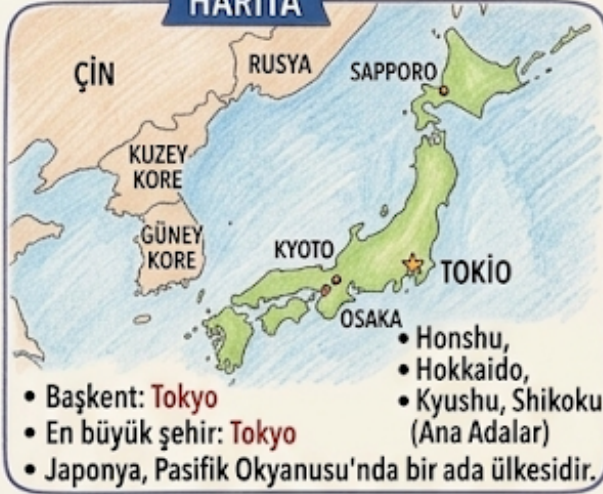 HARİTA
ÇİN
RUSYA
SAPPORO
KUZEY
KORE
GÜNEY
KORE
KYOTO
TOKİO
OSAKA
• Honshu,
• Hokkaido,
• Kyushu, Shikoku
(Ana Adalar)
• Başkent: Tokyo
• En büyük şehir: Tokyo
• Japonya, Pasifik Okyanusu'nda bir ada ülkesidir.